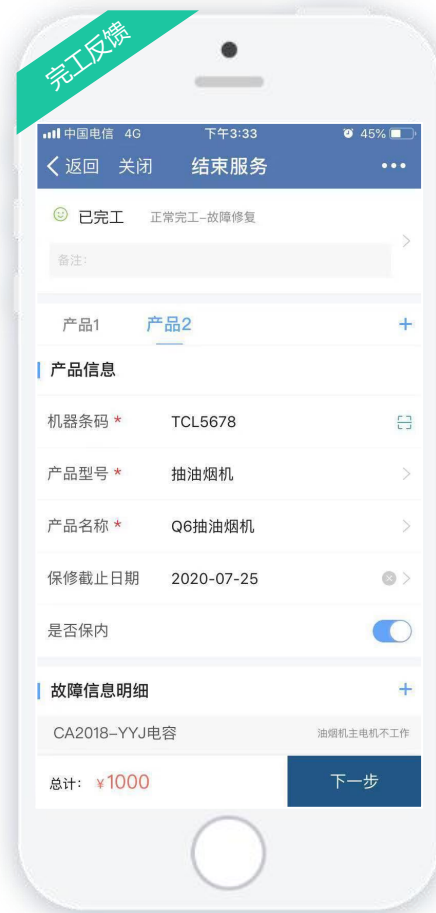 完工反馈
中国电信 4G 下午3:33 45%
返回 关闭 结束服务
已完工 正常完工-故障修复
备注:
产品1 产品2 +
产品信息
机器条码 * TCL5678
产品型号 * 抽油烟机
产品名称 * Q6抽油烟机
保修截止日期 2020-07-25
是否保内
故障信息明细 +
CA2018-YYJ电容 油烟机主电机不工作
总计: ¥1000 下一步